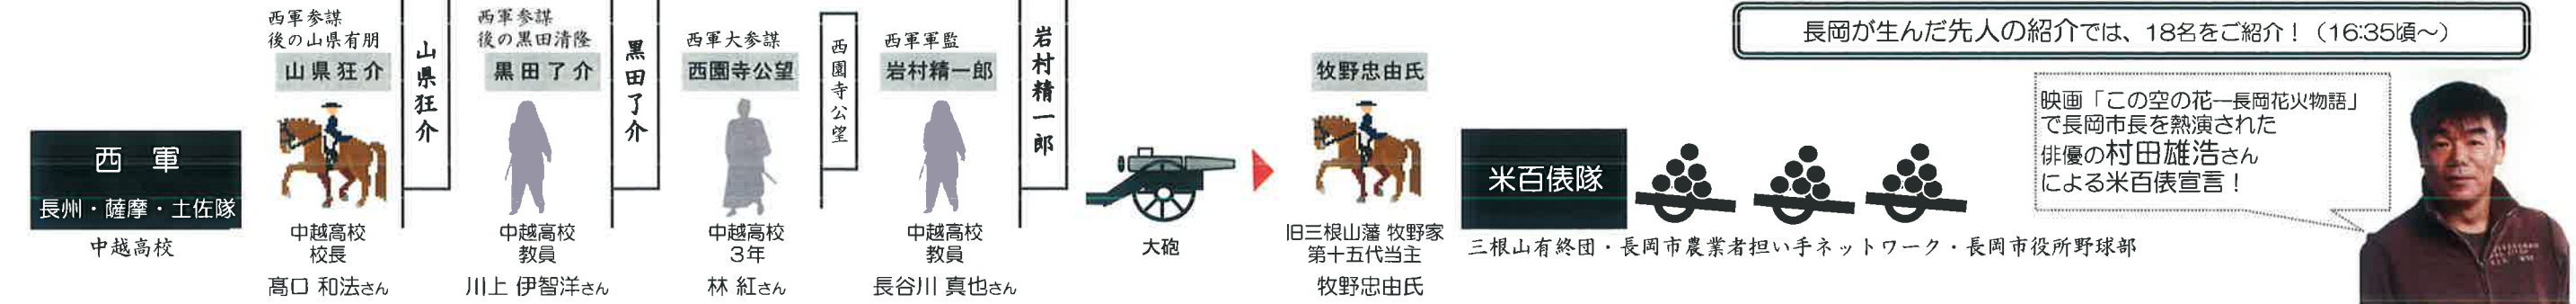 西軍
長州・薩摩・土佐隊
中越高校
西軍参謀
後の山県有朋
山県狂介
中越高校
校長
髙口 和法さん
山県狂介
西軍参謀
後の黒田清隆
黒田了介
中越高校
教員
川上 伊智洋さん
黒田了介
西軍大参謀
西園寺公望
中越高校
3年
林 紅さん
西園寺公望
西軍軍監
岩村精一郎
中越高校
教員
長谷川 真也さん
岩村精一郎
大砲
牧野忠由氏
旧三根山藩 牧野家
第十五代当主
牧野忠由氏
米百俵隊
三根山有終団・長岡市農業者担い手ネットワーク・長岡市役所野球部
長岡が生んだ先人の紹介では、18名をご紹介！（16:35頃〜）
映画「この空の花―長岡花火物語」
で長岡市長を熱演された
俳優の村田雄浩さん
による米百俵宣言！